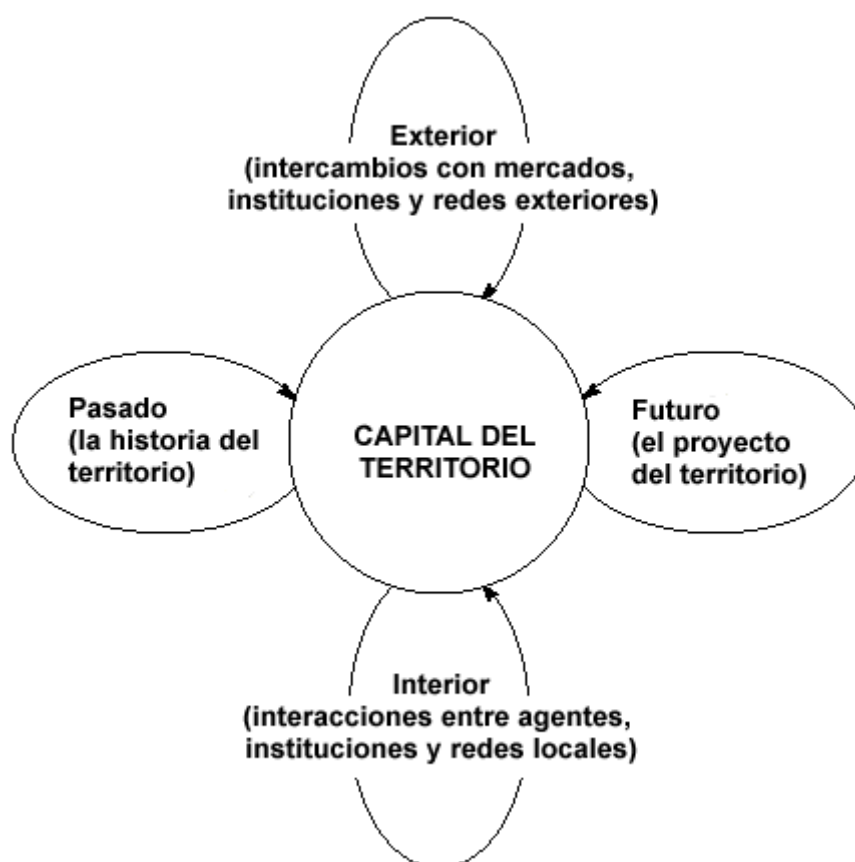 Exterior
(intercambios con mercados,
instituciones y redes exteriores)
Pasado
(la historia del
territorio)
CAPITAL DEL
TERRITORIO
Futuro
(el proyecto
del territorio)
Interior
(interacciones entre agentes,
instituciones y redes locales)